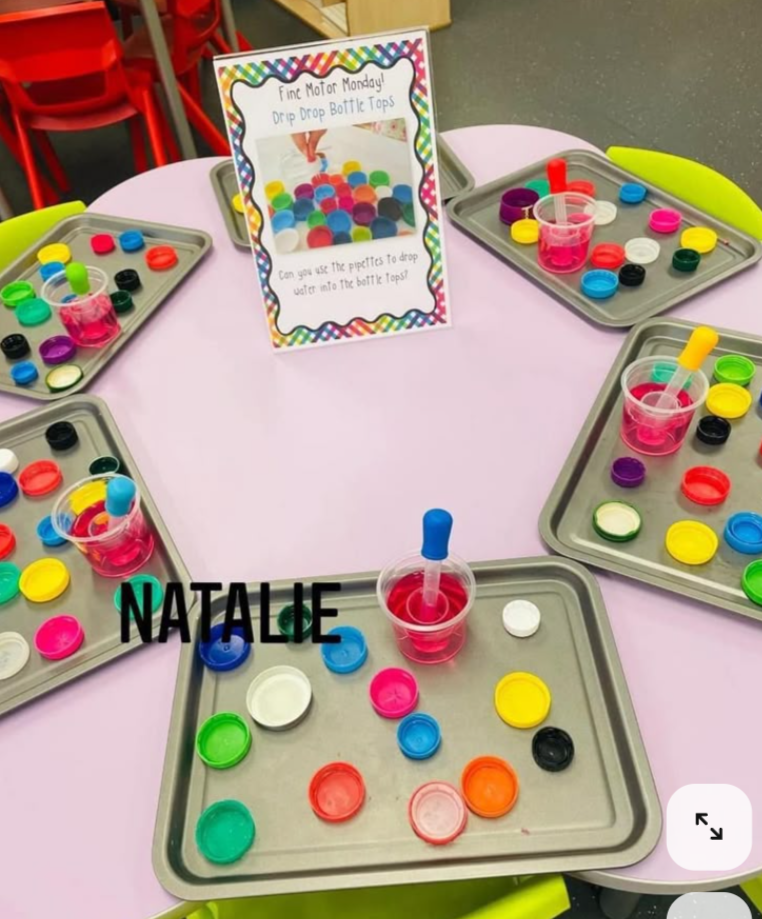 Fine Motor Monday!
Drip Drop Bottle Tops
Can you use the pipettes to drop
water into the bottle tops?
NATALIE